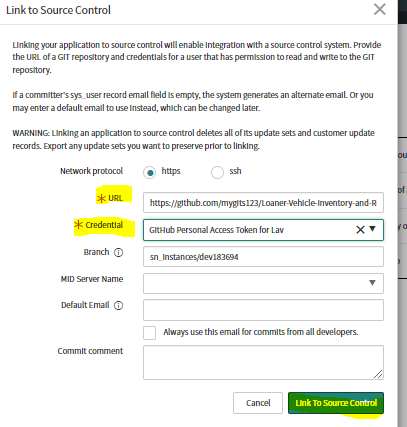 Link to Source Control
Linking your application to source control will enable integration with a source control system. Provide
the URL of a GIT repository and credentials for a user that has permission to read and write to the GIT
repository.
If a committer's sys_user record email field is empty, the system generates an alternate email. Or you
may enter a default email to use instead, which can be changed later.
WARNING: Linking an application to source control deletes all of its update sets and customer update
records. Export any update sets you want to preserve prior to linking.
Network protocol https ssh
* URL https://github.com/mygits123/Loaner-Vehicle-Inventory-and-R
* Credential GitHub Personal Access Token for Lav
Branch sn_instances/dev183694
MID Server Name
Default Email
Always use this email for commits from all developers.
Commit comment
Cancel Link To Source Control